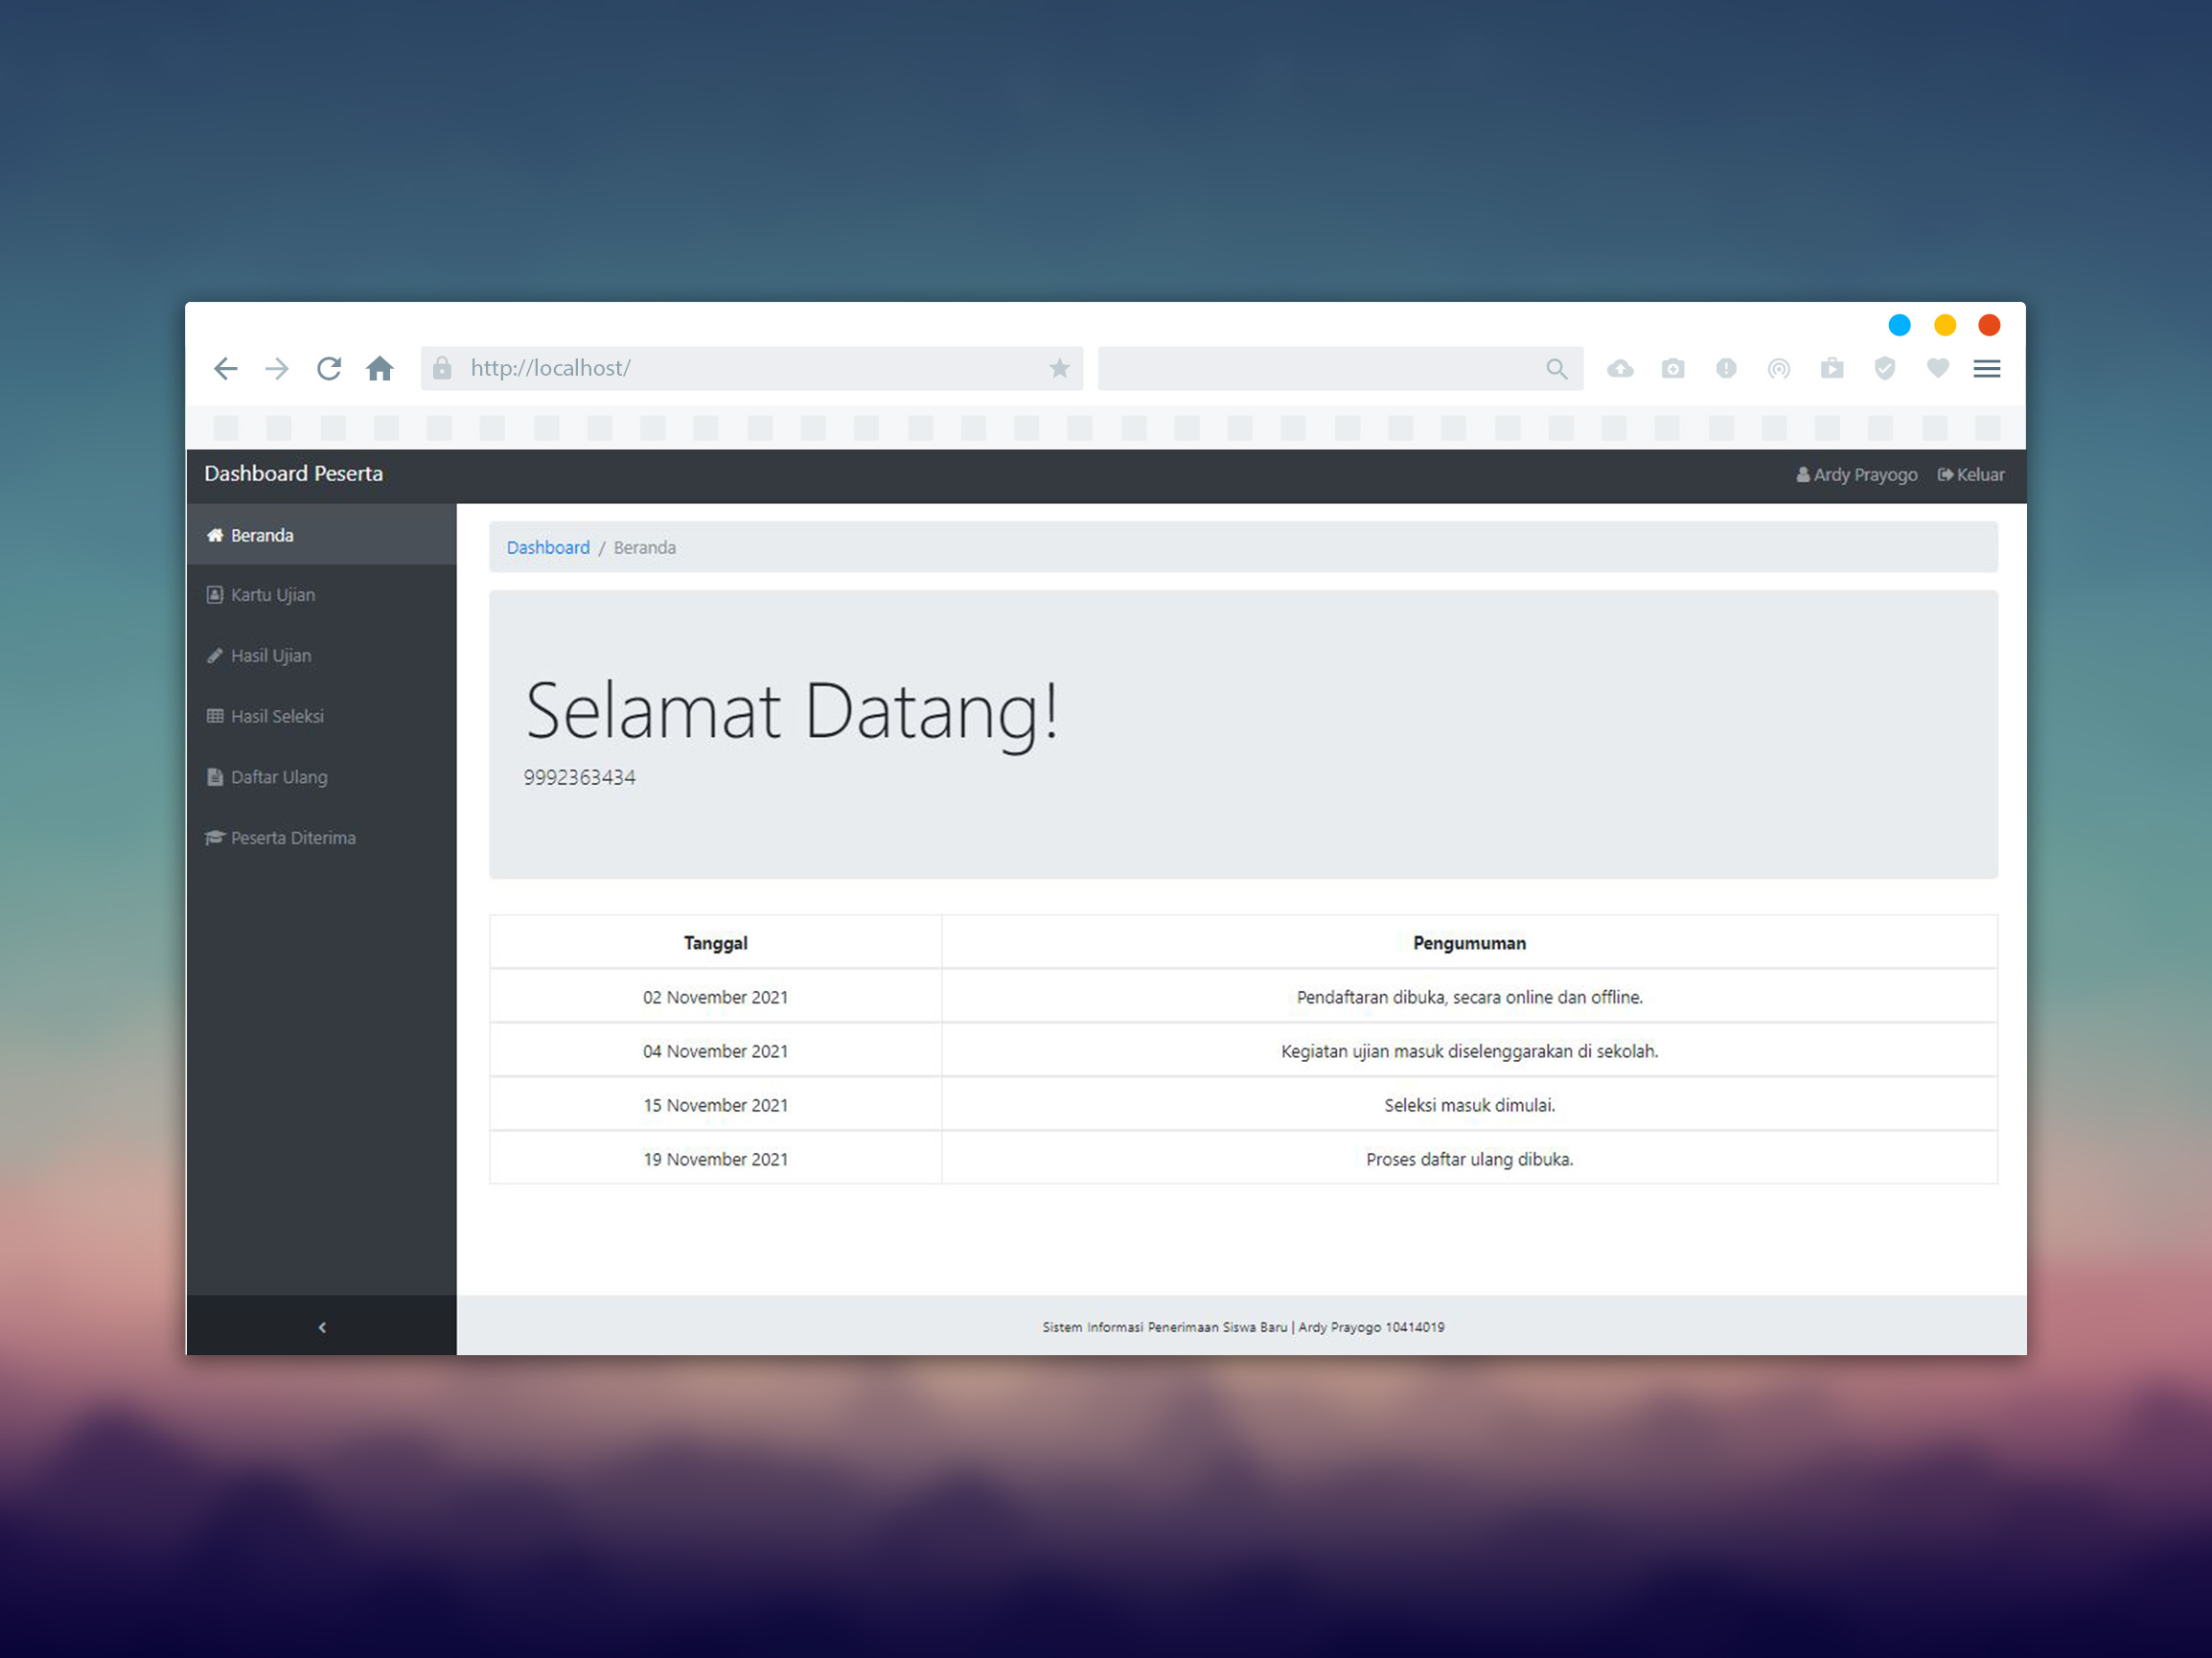 http://localhost/
Dashboard Peserta
Ardy Prayogo Keluar
Beranda
Kartu Ujian
Hasil Ujian
Hasil Seleksi
Daftar Ulang
Peserta Diterima
Dashboard / Beranda
Selamat Datang!
9992363434
Tanggal Pengumuman
02 November 2021 Pendaftaran dibuka, secara online dan offline.
04 November 2021 Kegiatan ujian masuk diselenggarakan di sekolah.
15 November 2021 Seleksi masuk dimulai.
19 November 2021 Proses daftar ulang dibuka.
Sistem Informasi Penerimaan Siswa Baru | Ardy Prayogo 10414019